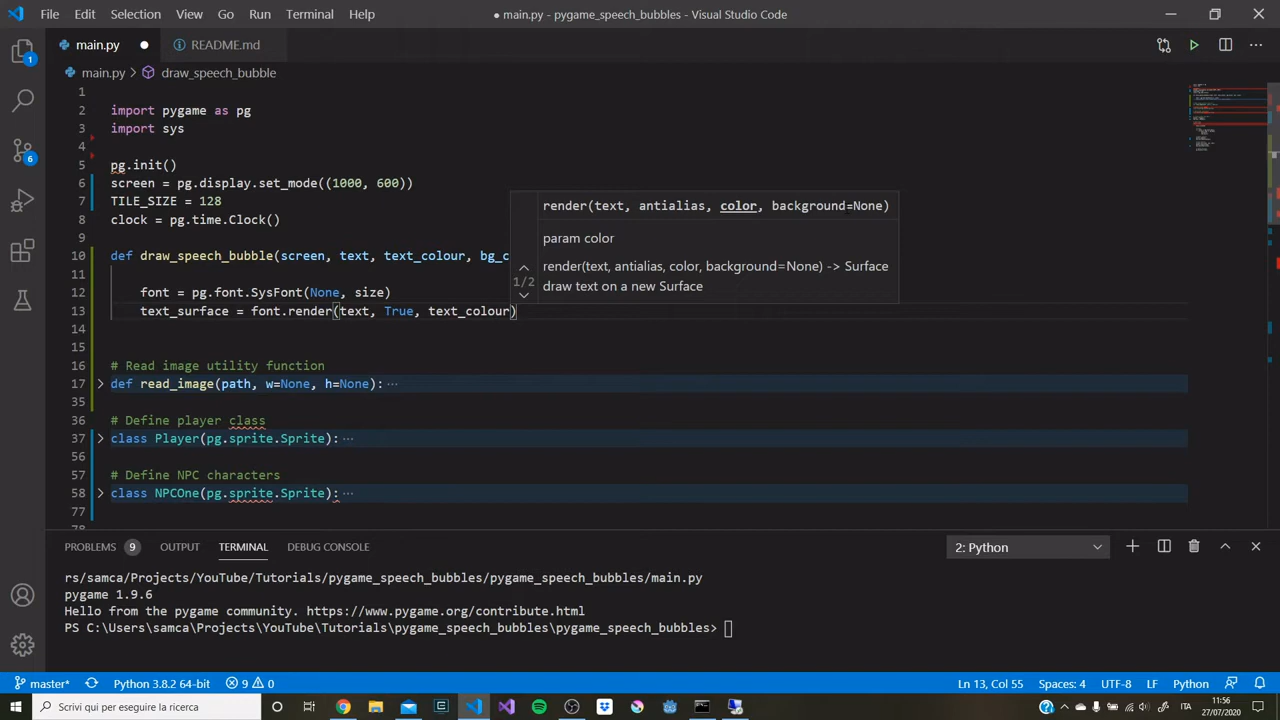 File Edit Selection View Go Run Terminal Help
● main.py - pygame_speech_bubbles - Visual Studio Code
main.py ●
README.md
main.py > draw_speech_bubble
1
2 import pygame as pg
3 import sys
4
5 pg.init()
6 screen = pg.display.set_mode((1000, 600))
7 TILE_SIZE = 128
8 clock = pg.time.Clock()
9
10 def draw_speech_bubble(screen, text, text_colour, bg_c
11
12 font = pg.font.SysFont(None, size)
13 text_surface = font.render(text, True, text_colour)
14
15
16 # Read image utility function
17 > def read_image(path, w=None, h=None): ...
35
36 # Define player class
37 > class Player(pg.sprite.Sprite): ...
56
57 # Define NPC characters
58 > class NPCOne(pg.sprite.Sprite): ...
77
78
render(text, antialias, color, background=None)
param color
1/2
render(text, antialias, color, background=None) -> Surface
draw text on a new Surface
1
6
PROBLEMS 9 OUTPUT TERMINAL DEBUG CONSOLE
2: Python
rs/samca/Projects/YouTube/Tutorials/pygame_speech_bubbles/pygame_speech_bubbles/main.py
pygame 1.9.6
Hello from the pygame community. https://www.pygame.org/contribute.html
PS C:\Users\samca\Projects\YouTube\Tutorials\pygame_speech_bubbles\pygame_speech_bubbles>
master* Python 3.8.2 64-bit 9 0 Ln 13, Col 55 Spaces: 4 UTF-8 LF Python
Scrivi qui per eseguire la ricerca
ITA
11:56
27/07/2020